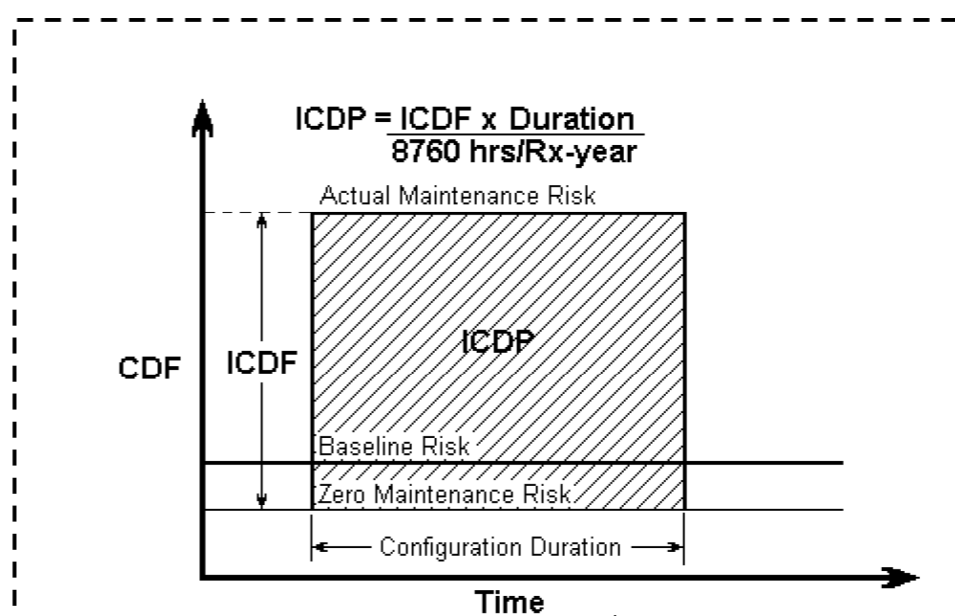 ICDP = ICDF x Duration
8760 hrs/Rx-year
Actual Maintenance Risk
CDF
ICDF
ICDP
Baseline Risk
Zero Maintenance Risk
Configuration Duration
Time